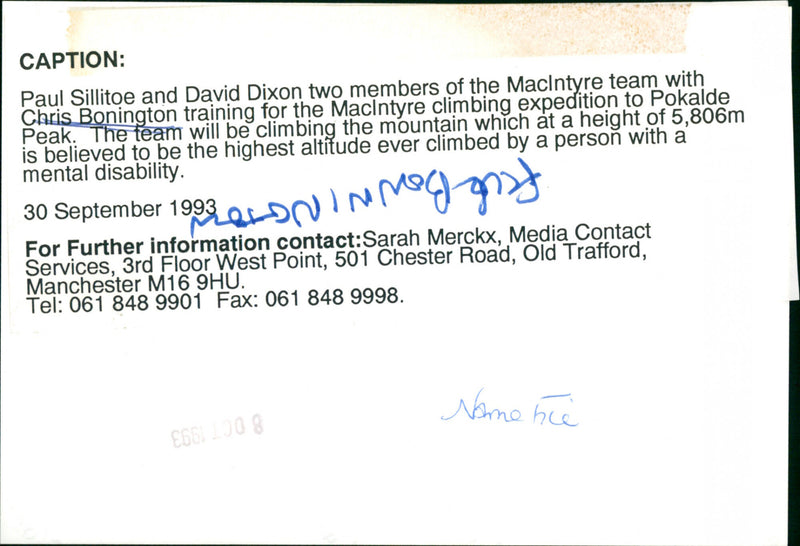 CAPTION:
Paul Sillitoe and David Dixon two members of the MacIntyre team with
Chris Bonington training for the MacIntyre climbing expedition to Pokalde
Peak. The team will be climbing the mountain which at a height of 5,806m
is believed to be the highest altitude ever climbed by a person with a
mental disability.
30 September 1993
For Further information contact:Sarah Merckx, Media Contact
Services, 3rd Floor West Point, 501 Chester Road, Old Trafford,
Manchester M16 9HU.
Tel: 061 848 9901 Fax: 061 848 9998.
8 OCT 1993